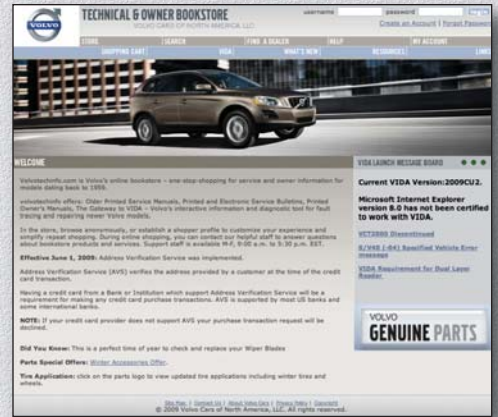 VOLVO
TECHNICAL & OWNER BOOKSTORE
VOLVO CARS OF NORTH AMERICA, LLC.
username password
Create an Account | Forgot Password
STORE SEARCH FIND A DEALER HELP MY ACCOUNT
SHOPPING CART VIDA WHAT'S NEW RESOURCES LINKS
WELCOME
Volvotechinfo.com is Volvo's online bookstore - one-stop-shopping for service and owner information for
models dating back to 1959.
volvotechinfo offers: Older Printed Service Manuals, Printed and Electronic Service Bulletins, Printed
Owner's Manuals, The Gateway to VIDA - Volvo's interactive information and diagnostic tool for fault
tracing and repairing newer Volvo models.
In the store, browse anonymously, or establish a shopper profile to customize your experience and
simplify repeat shopping. During online shopping, you can contact our helpful staff to answer questions
about bookstore products and services. Support staff is available M-F, 9:00 a.m. to 5:30 p.m. EST.
Effective June 1, 2009: Address Verification Service was implemented.
Address Verification Service (AVS) verifies the address provided by a customer at the time of the credit
card transaction.
Having a credit card from a Bank or Institution which support Address Verification Service will be a
requirement for making any credit card purchase transactions. AVS is supported by most US banks and
some international banks.
NOTE: If your credit card provider does not support AVS your purchase transaction request will be
declined.
Did You Know: This is a perfect time of year to check and replace your Wiper Blades
Parts Special Offers: Winter Accessories Offer.
Tire Application: click on the parts logo to view updated tire applications including winter tires and
wheels.
VIDA LAUNCH MESSAGE BOARD
Current VIDA Version:2009CU2.
Microsoft Internet Explorer
version 8.0 has not been certified
to work with VIDA.
VCT2000 Discontinued
S/V40 (-04) Specified Vehicle Error
message
VIDA Requirement for Dual Layer
Reader
VOLVO
GENUINE PARTS
Site Map | Contact Us | About Volvo Cars | Privacy Policy | Copyright
© 2009 Volvo Cars of North America, LLC. All rights reserved.